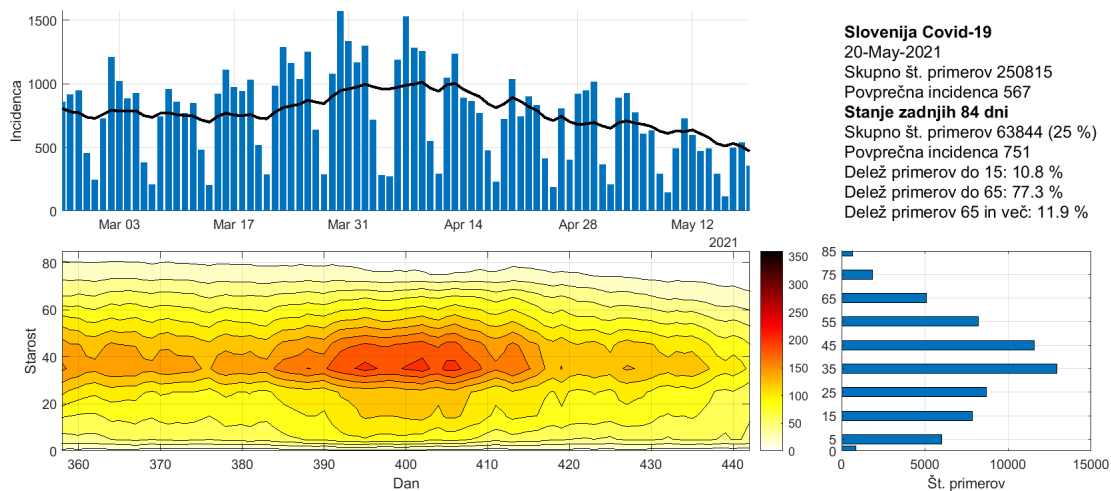 1500
1000
500
0
Incidenca
Mar 03 Mar 17 Mar 31 Apr 14 Apr 28 May 12
2021
Slovenija Covid-19
20-May-2021
Skupno št. primerov 250815
Povprečna incidenca 567
Stanje zadnjih 84 dni
Skupno št. primerov 63844 (25 %)
Povprečna incidenca 751
Delež primerov do 15: 10.8 %
Delež primerov do 65: 77.3 %
Delež primerov 65 in več: 11.9 %
80
60
40
20
0
Starost
360 370 380 390 400 410 420 430 440
Dan
350
300
250
200
150
100
50
0
85
75
65
55
45
35
25
15
5
0
0 5000 10000 15000
Št. primerov